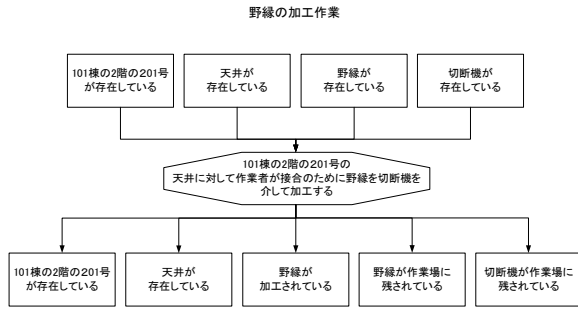 野縁の加工作業
101棟の2階の201号
が存在している
天井が
存在している
野縁が
存在している
切断機が
存在している
101棟の2階の201号の
天井に対して作業者が接合のために野縁を切断機を
介して加工する
101棟の2階の201号
が存在している
天井が
存在している
野縁が
加工されている
野縁が作業場に
残されている
切断機が作業場に
残されている